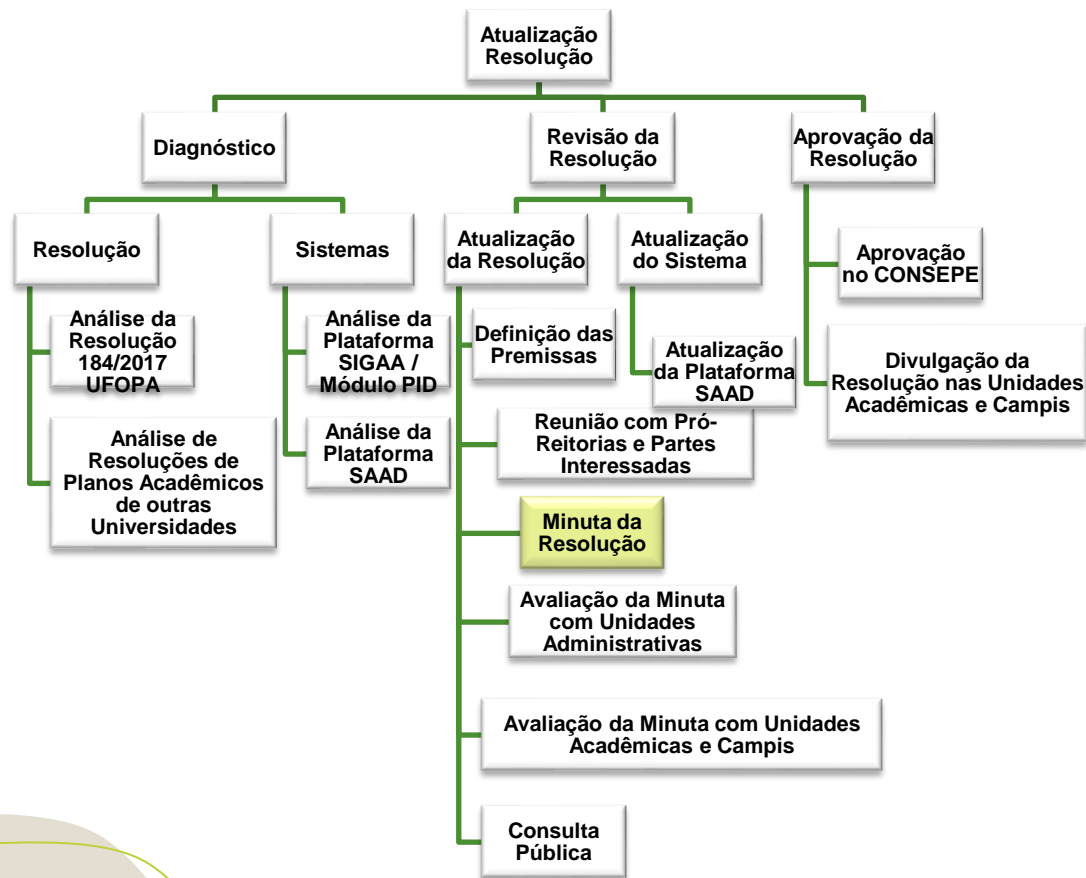 Atualização
Resolução
Diagnóstico
Revisão da
Resolução
Aprovação da
Resolução
Resolução
Sistemas
Atualização
da Resolução
Atualização
do Sistema
Aprovação
no CONSEPE
Análise da
Resolução
184/2017
UFOPA
Análise da
Plataforma
SIGAA /
Módulo PID
Definição das
Premissas
Atualização
da Plataforma
SAAD
Divulgação da
Resolução nas Unidades
Acadêmicas e Campis
Análise de
Resoluções de
Planos Acadêmicos
de outras
Universidades
Análise da
Plataforma
SAAD
Reunião com Pró-
Reitorias e Partes
Interessadas
Minuta da
Resolução
Avaliação da Minuta
com Unidades
Administrativas
Avaliação da Minuta com Unidades
Acadêmicas e Campis
Consulta
Pública